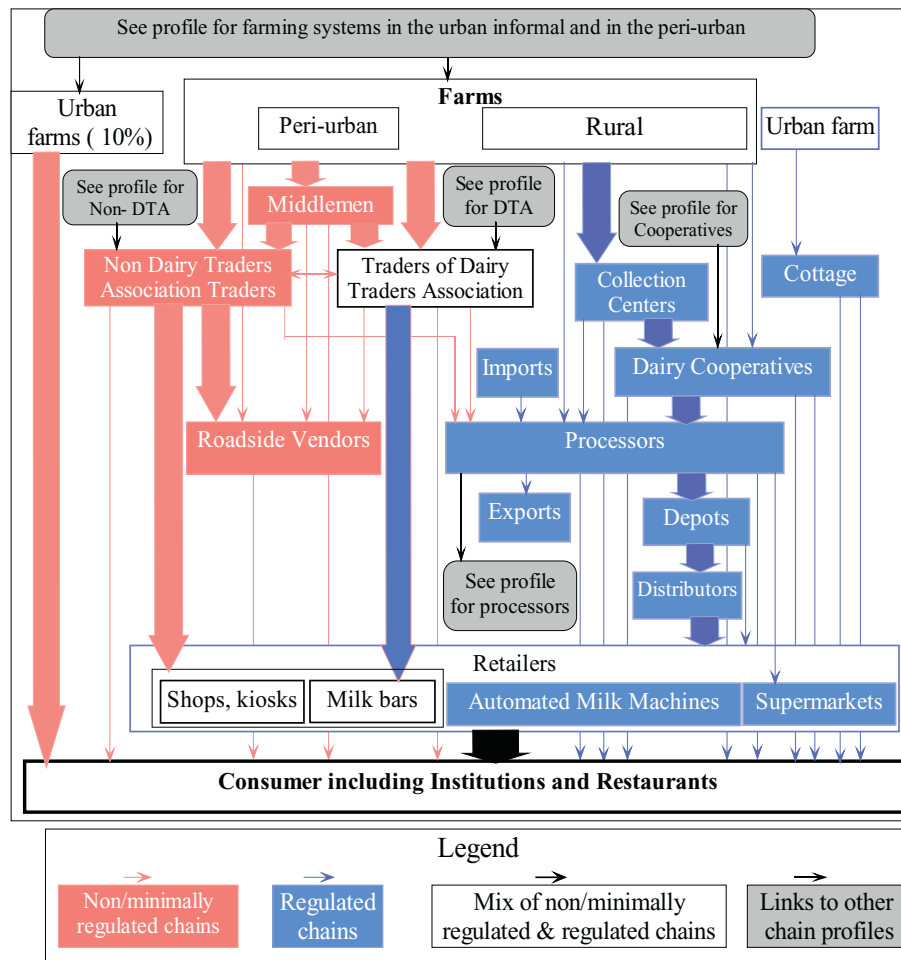 See profile for farming systems in the urban informal and in the peri-urban
Urban
farms ( 10%)
Farms
Peri-urban
Rural
Urban farm
See profile for
Non- DTA
Middlemen
See profile
for DTA
See profile for
Cooperatives
Non Dairy Traders
Association Traders
Traders of Dairy
Traders Association
Collection
Centers
Cottage
Imports
Dairy Cooperatives
Roadside Vendors
Processors
Exports
Depots
See profile
for processors
Distributors
Retailers
Shops, kiosks
Milk bars
Automated Milk Machines
Supermarkets
Consumer including Institutions and Restaurants
Legend
Non/minimally
regulated chains
Regulated
chains
Mix of non/minimally
regulated & regulated chains
Links to other
chain profiles